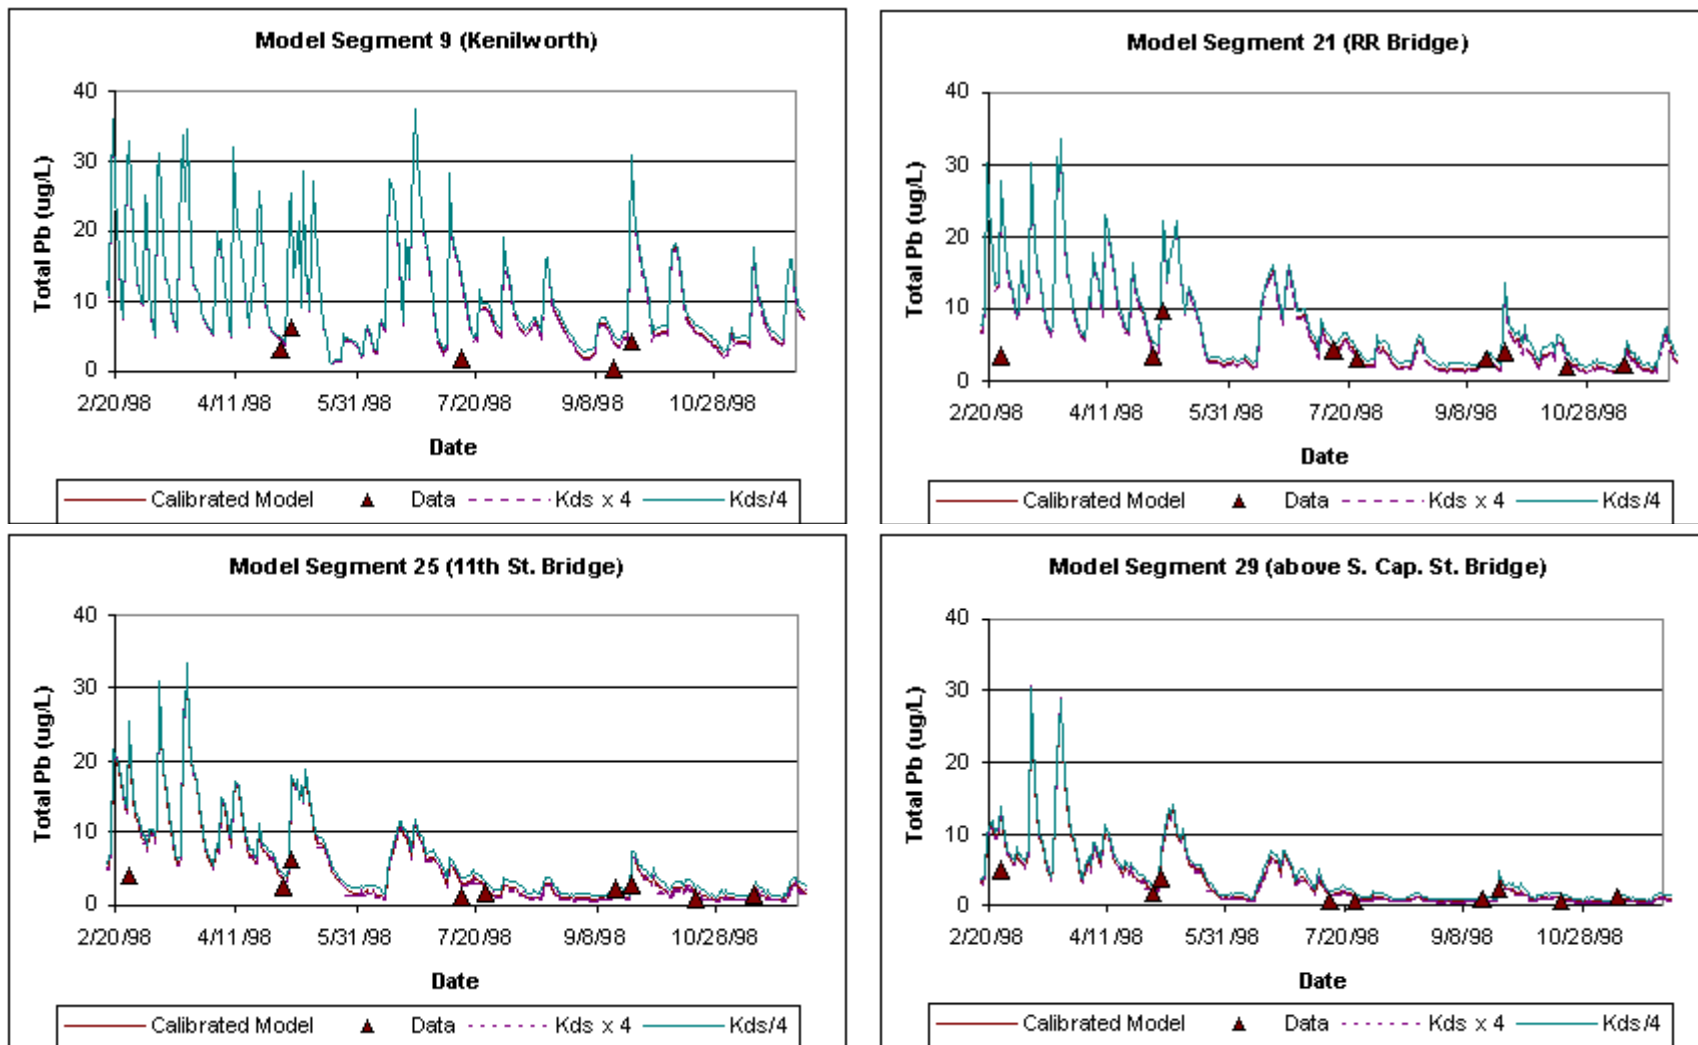 Model Segment 9 (Kenilworth)
Total Pb (ug/L)
40
30
20
10
0
2/20/98 4/11/98 5/31/98 7/20/98 9/8/98 10/28/98
Date
Calibrated Model Data Kds x 4 Kds/4
Model Segment 21 (RR Bridge)
Total Pb (ug/L)
40
30
20
10
0
2/20/98 4/11/98 5/31/98 7/20/98 9/8/98 10/28/98
Date
Calibrated Model Data Kds x 4 Kds/4
Model Segment 25 (11th St. Bridge)
Total Pb (ug/L)
40
30
20
10
0
2/20/98 4/11/98 5/31/98 7/20/98 9/8/98 10/28/98
Date
Calibrated Model Data Kds x 4 Kds/4
Model Segment 29 (above S. Cap. St. Bridge)
Total Pb (ug/L)
40
30
20
10
0
2/20/98 4/11/98 5/31/98 7/20/98 9/8/98 10/28/98
Date
Calibrated Model Data Kds x 4 Kds/4